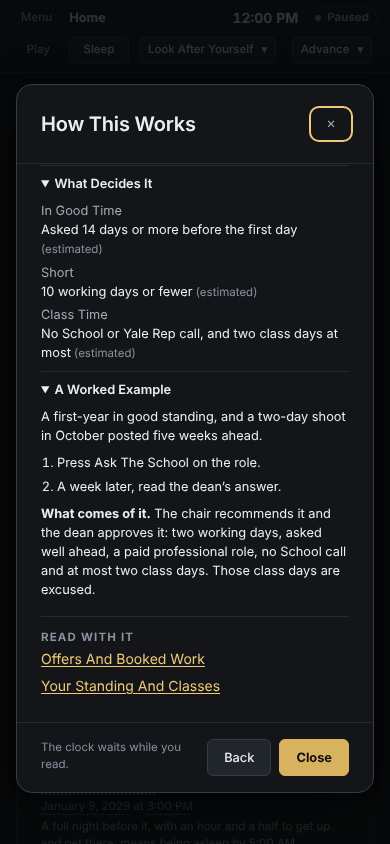 Menu Home 12:00 PM Paused
Play Sleep Look After Yourself ▾ Advance ▾
How This Works ×
▼ What Decides It
In Good Time
Asked 14 days or more before the first day
(estimated)
Short
10 working days or fewer (estimated)
Class Time
No School or Yale Rep call, and two class days at
most (estimated)
▼ A Worked Example
A first-year in good standing, and a two-day shoot
in October posted five weeks ahead.
1. Press Ask The School on the role.
2. A week later, read the dean’s answer.
What comes of it. The chair recommends it and
the dean approves it: two working days, asked
well ahead, a paid professional role, no School call
and at most two class days. Those class days are
excused.
READ WITH IT
Offers And Booked Work
Your Standing And Classes
The clock waits while you
read.
Back Close
January 9, 2029 at 3:00 PM
A full night before it, with an hour and a half to get up